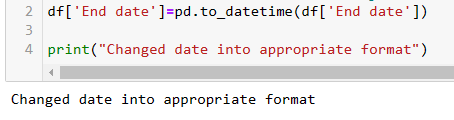 2 df['End date']=pd.to_datetime(df['End date'])
3
4 print("Changed date into appropriate format")
Changed date into appropriate format